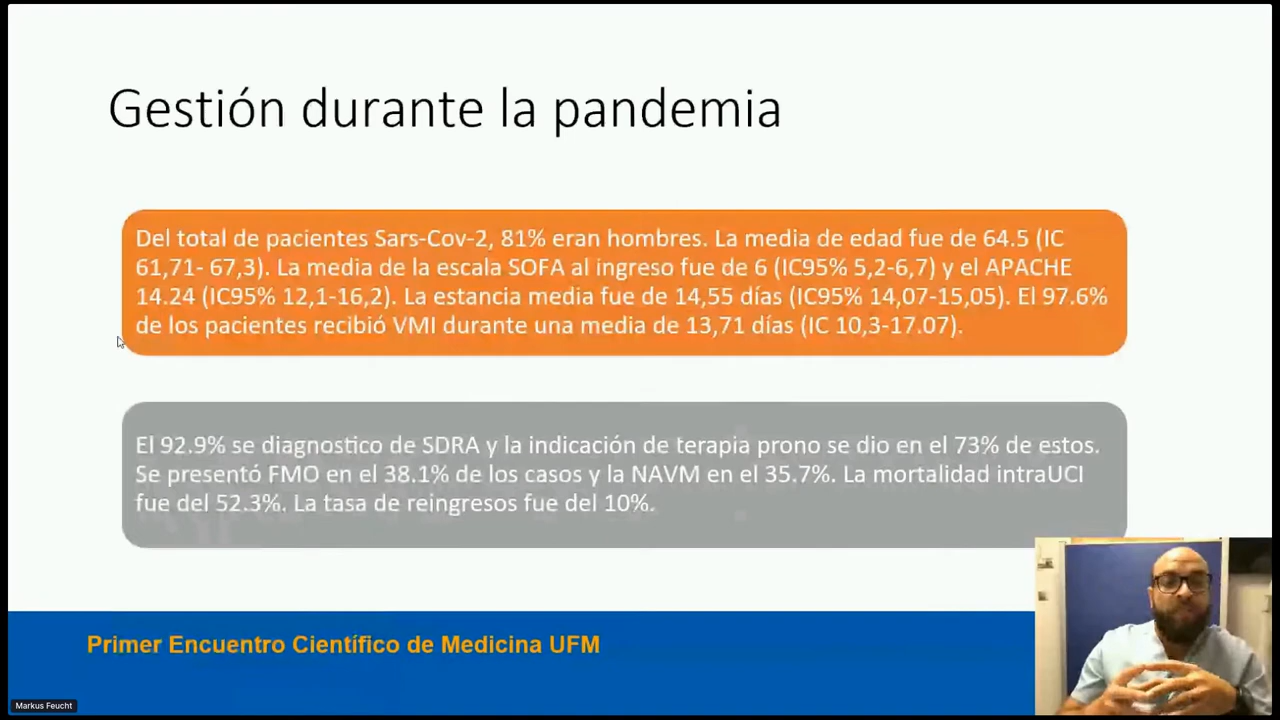 Gestión durante la pandemia
Del total de pacientes Sars-Cov-2, 81% eran hombres. La media de edad fue de 64.5 (IC
61,71- 67,3). La media de la escala SOFA al ingreso fue de 6 (IC95% 5,2-6,7) y el APACHE
14.24 (IC95% 12,1-16,2). La estancia media fue de 14,55 días (IC95% 14,07-15,05). El 97.6%
de los pacientes recibió VMI durante una media de 13,71 días (IC 10,3-17.07).
El 92.9% se diagnostico de SDRA y la indicación de terapia prono se dio en el 73% de estos.
Se presentó FMO en el 38.1% de los casos y la NAVM en el 35.7%. La mortalidad intraUCI
fue del 52.3%. La tasa de reingresos fue del 10%.
Primer Encuentro Científico de Medicina UFM
Markus Feucht